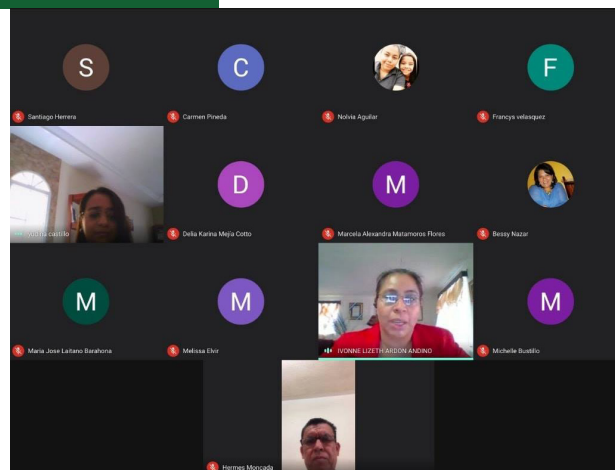 S
C
F
Santiago Herrera
Carmen Pineda
Nolvia Aguilar
Francys velasquez
D
M
castillo
Delia Karina Mejía Cotto
Marcela Alexandra Matamoros Flores
Bessy Nazar
M
M
M
Maria Jose Laitano Barahona
Melissa Elvir
IVONNE LIZETH ARDON ANDINO
Michelle Bustillo
Hermes Moncada